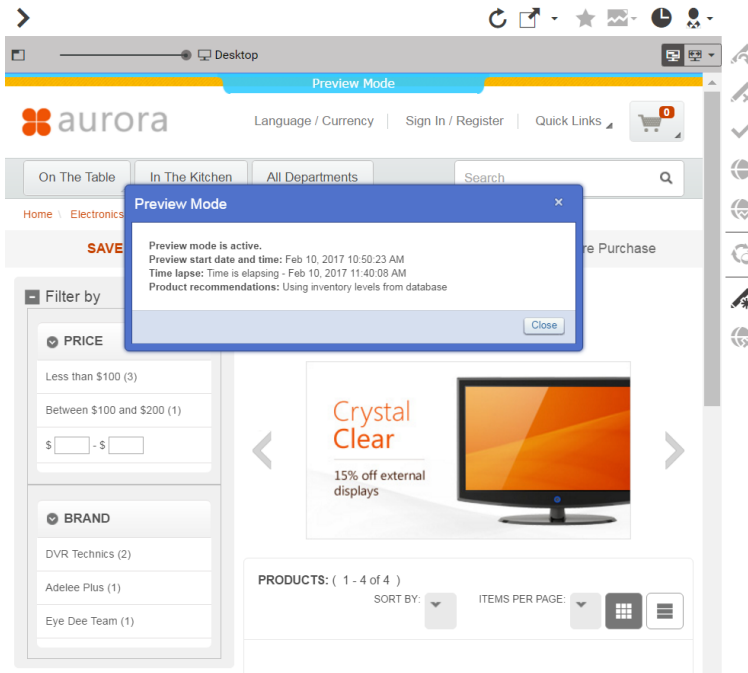 Desktop
Preview Mode
aurora
Language / Currency
Sign In / Register
Quick Links
0
On The Table
In The Kitchen
All Departments
Search
Home \ Electronics
Preview Mode
×
SAVE
re Purchase
Preview mode is active.
Preview start date and time: Feb 10, 2017 10:50:23 AM
Time lapse: Time is elapsing - Feb 10, 2017 11:40:08 AM
Product recommendations: Using inventory levels from database
Close
Filter by
PRICE
Less than $100 (3)
Between $100 and $200 (1)
$ - $
BRAND
DVR Technics (2)
Adelee Plus (1)
Eye Dee Team (1)
Crystal
Clear
15% off external
displays
PRODUCTS: ( 1 - 4 of 4 )
SORT BY:
ITEMS PER PAGE: